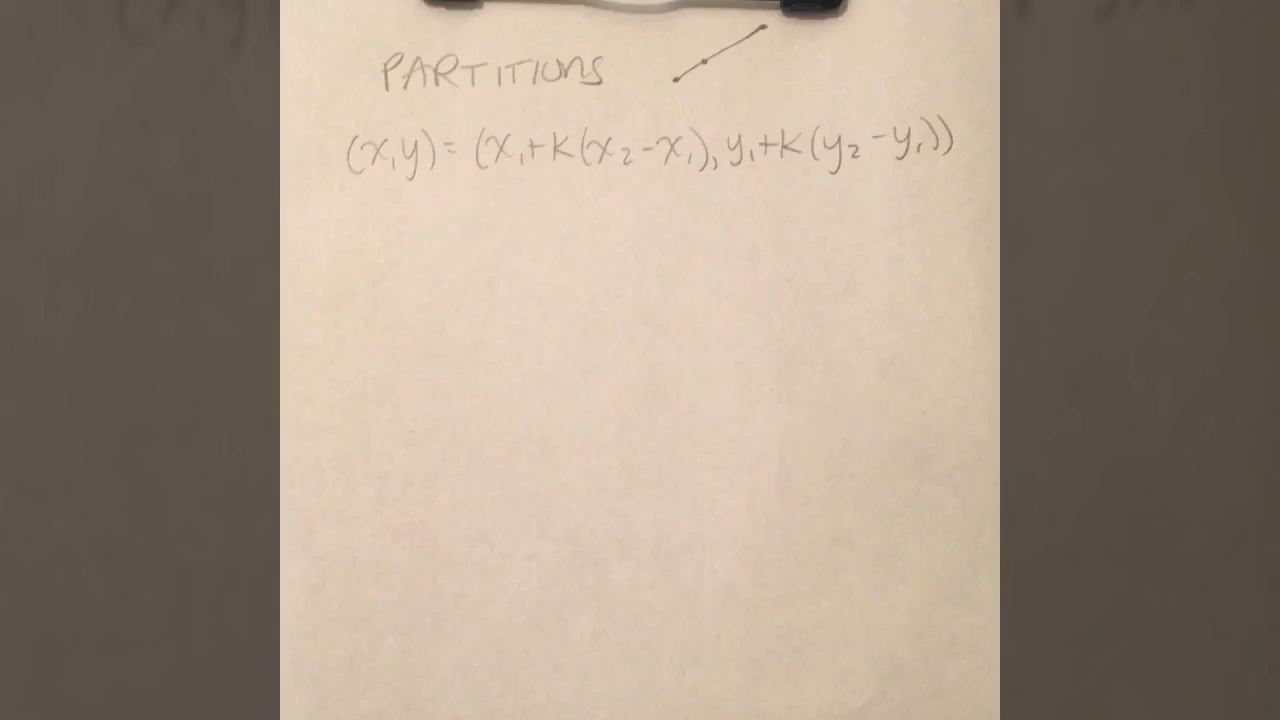 PARTITIONS
(x,y) = (x₁+k(x₂-x₁), y₁+k(y₂-y₁))